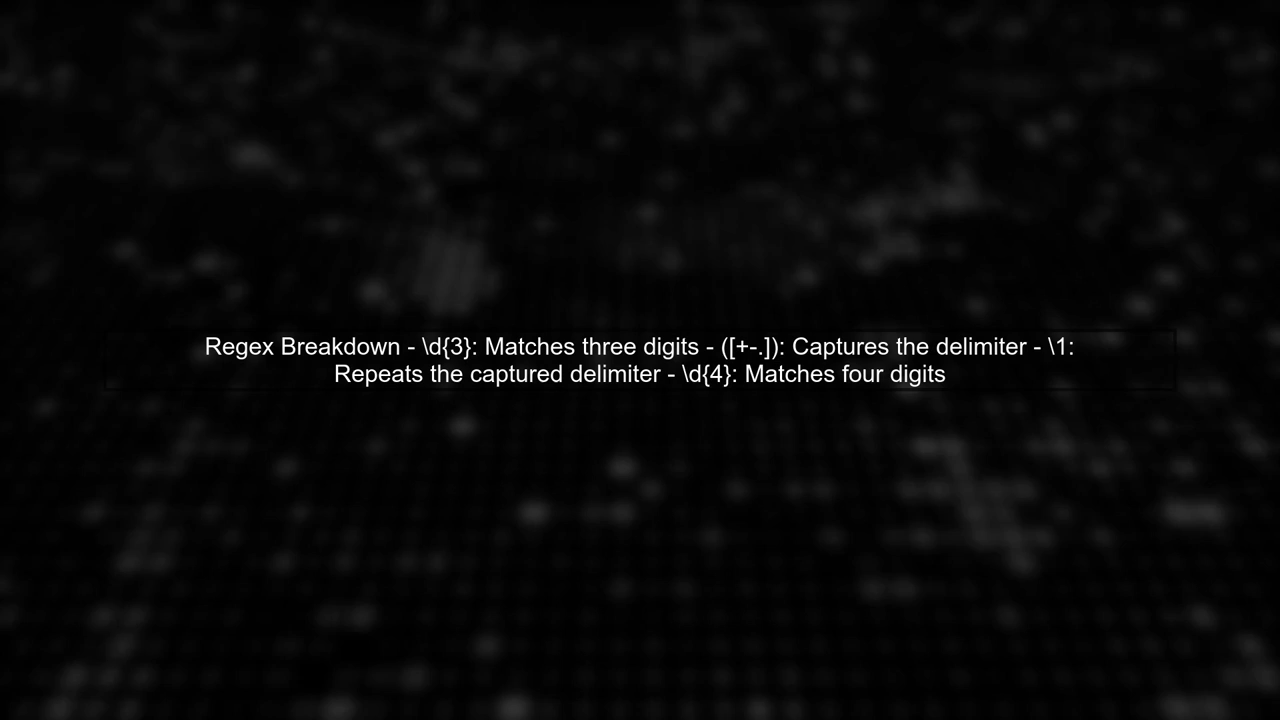 Regex Breakdown - \d{3}: Matches three digits - ([+-.]): Captures the delimiter - \1:
Repeats the captured delimiter - \d{4}: Matches four digits